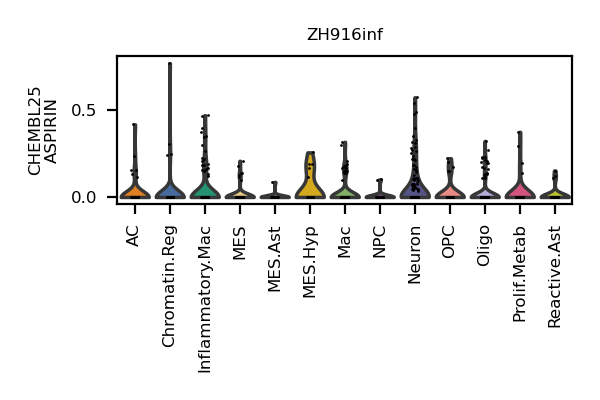 ZH916inf
CHEMBL25
ASPIRIN
0.5
0.0
AC
Chromatin.Reg
Inflammatory.Mac
MES
MES.Ast
MES.Hyp
Mac
NPC
Neuron
OPC
Oligo
Prolif.Metab
Reactive.Ast